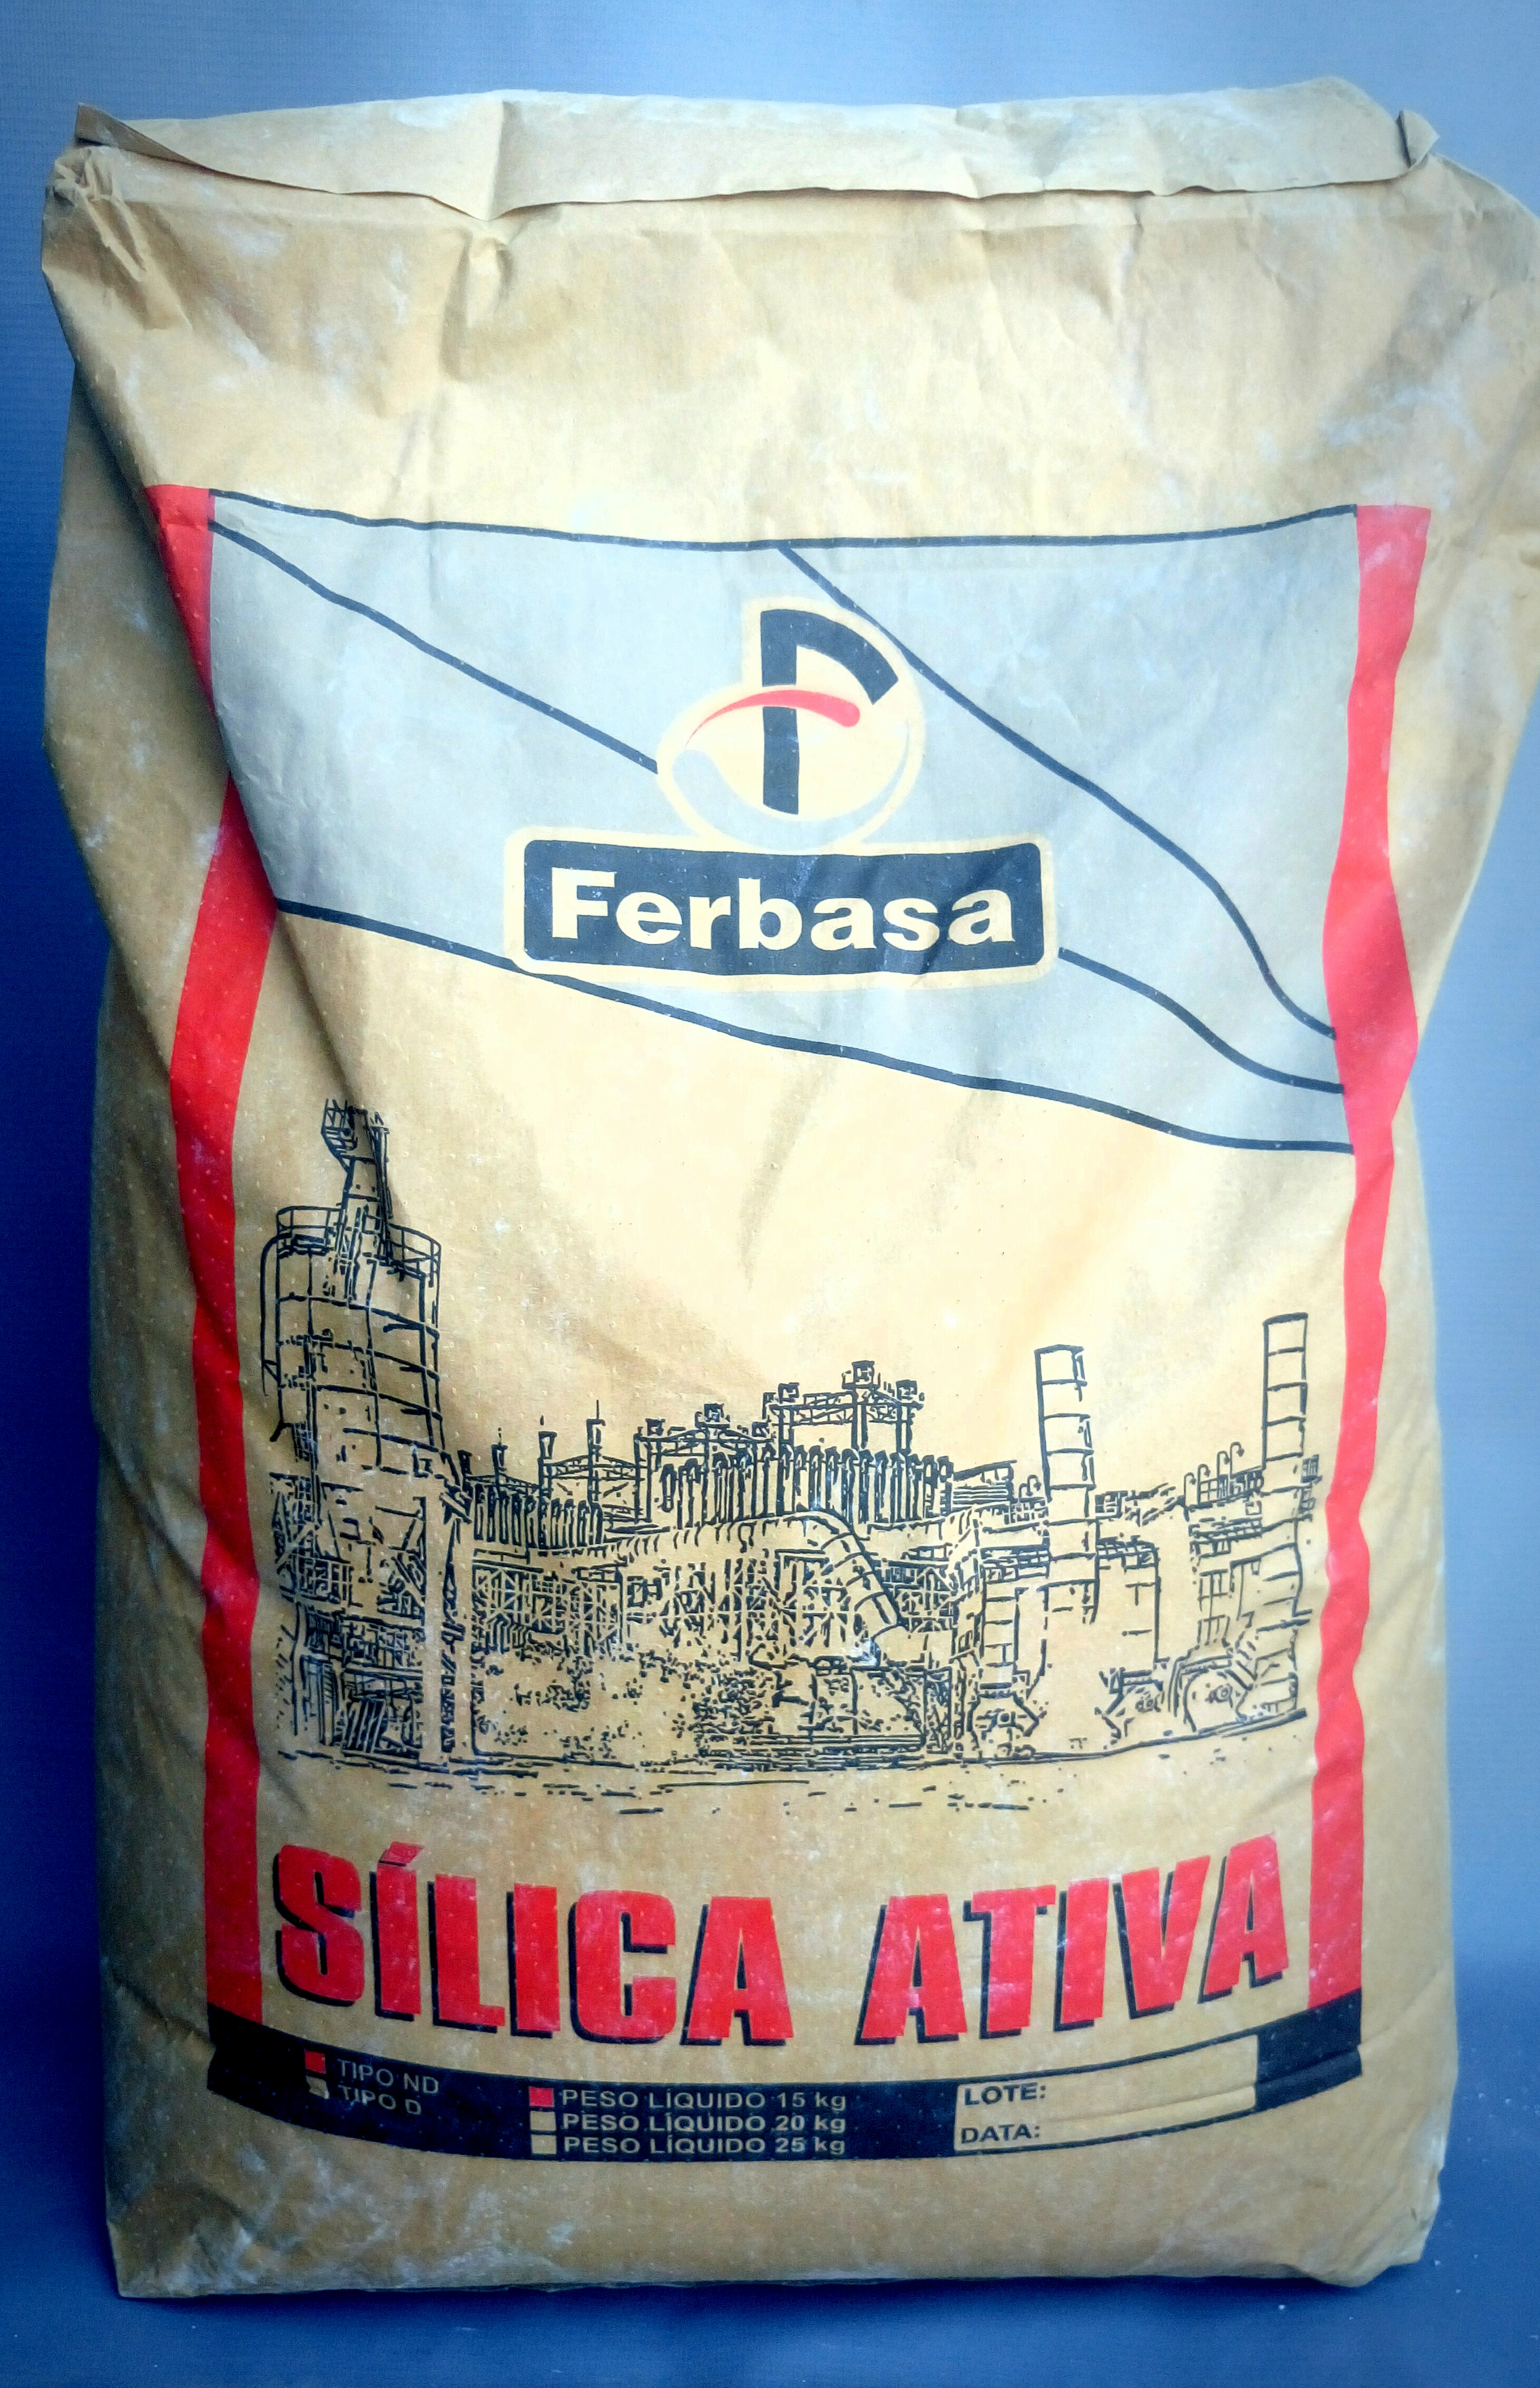 Ferbasa
SÍLICA ATIVA
TIPO ND
TIPO D
PESO LÍQUIDO 15 kg
PESO LÍQUIDO 20 kg
PESO LÍQUIDO 25 kg
LOTE:
DATA: